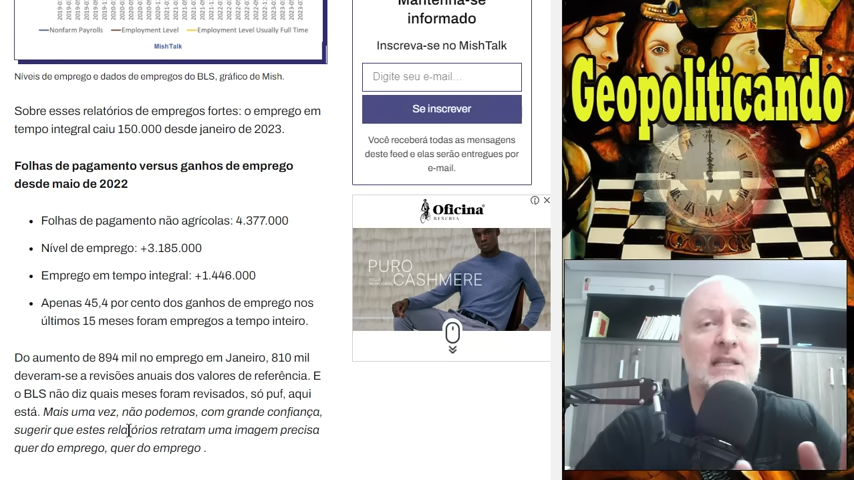 Nonfarm Payrolls Employment Level Employment Level Usually Full Time
MishTalk
Níveis de emprego e dados de empregos do BLS, gráfico de Mish.
Sobre esses relatórios de empregos fortes: o emprego em
tempo integral caiu 150.000 desde janeiro de 2023.
Folhas de pagamento versus ganhos de emprego
desde maio de 2022
Folhas de pagamento não agrícolas: 4.377.000
Nível de emprego: +3.185.000
Emprego em tempo integral: +1.446.000
Apenas 45,4 por cento dos ganhos de emprego nos
últimos 15 meses foram empregos a tempo inteiro.
Do aumento de 894 mil no emprego em Janeiro, 810 mil
deveram-se a revisões anuais dos valores de referência. E
o BLS não diz quais meses foram revisados, só puf, aqui
está. Mais uma vez, não podemos, com grande confiança,
sugerir que estes relatórios retratam uma imagem precisa
quer do emprego, quer do emprego .
Mantenha-se
informado
Inscreva-se no MishTalk
Digite seu e-mail...
Se inscrever
Você receberá todas as mensagens
deste feed e elas serão entregues por
e-mail.
Oficina
RESERVA
PURO
CASHMERE
Geopoliticando